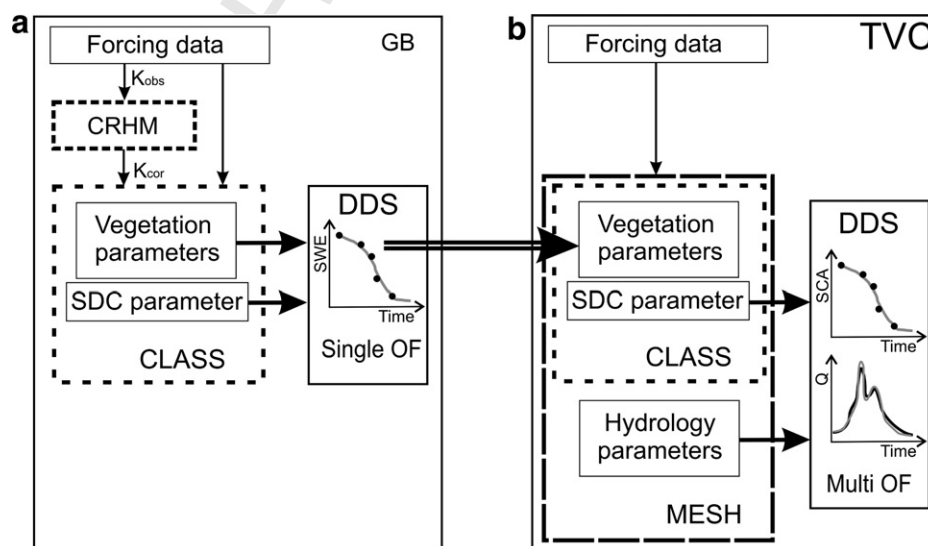 a
GB
Forcing data
Kobs
CRHM
Kcor
Vegetation
parameters
SDC parameter
CLASS
DDS
SWE
Time
Single OF
b
TVC
Forcing data
Vegetation
parameters
SDC parameter
CLASS
Hydrology
parameters
MESH
DDS
SCA
Time
Q
Time
Multi OF